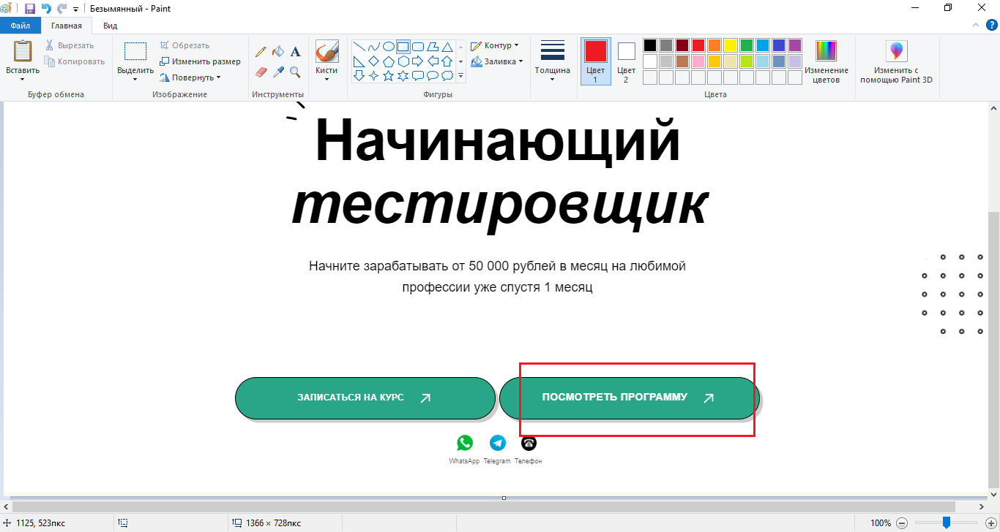 Безымянный - Paint
Файл Главная Вид
Вставить
Вырезать
Копировать
Буфер обмена
Выделить
Обрезать
Изменить размер
Повернуть
Изображение
A
Инструменты
Кисти
Контур
Заливка
Фигуры
Толщина
Цвет 1
Цвет 2
Изменение цветов
Цвета
Изменить с помощью Paint 3D
Начинающий
тестировщик
Начните зарабатывать от 50 000 рублей в месяц на любимой
профессии уже спустя 1 месяц
ЗАПИСАТЬСЯ НА КУРС ПОСМОТРЕТЬ ПРОГРАММУ
WhatsApp Telegram Телефон
1125, 523пкс 1366 × 728пкс 100%